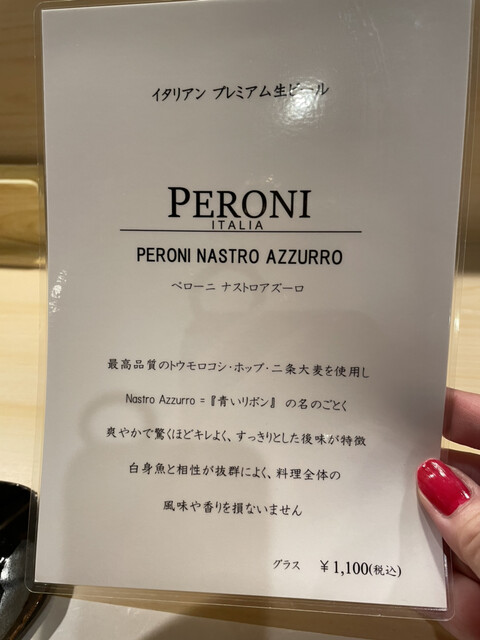 イタリアン プレミアム生ビール
PERONI
ITALIA
PERONI NASTRO AZZURRO
ペローニ ナストロアズーロ
最高品質のトウモロコシ・ホップ・二条大麦を使用し
Nastro Azzurro =『青いリボン』 の名のごとく
爽やかで驚くほどキレよく、すっきりとした後味が特徴
白身魚と相性が抜群によく、料理全体の
風味や香りを損ないません
グラス ￥1,100(税込)